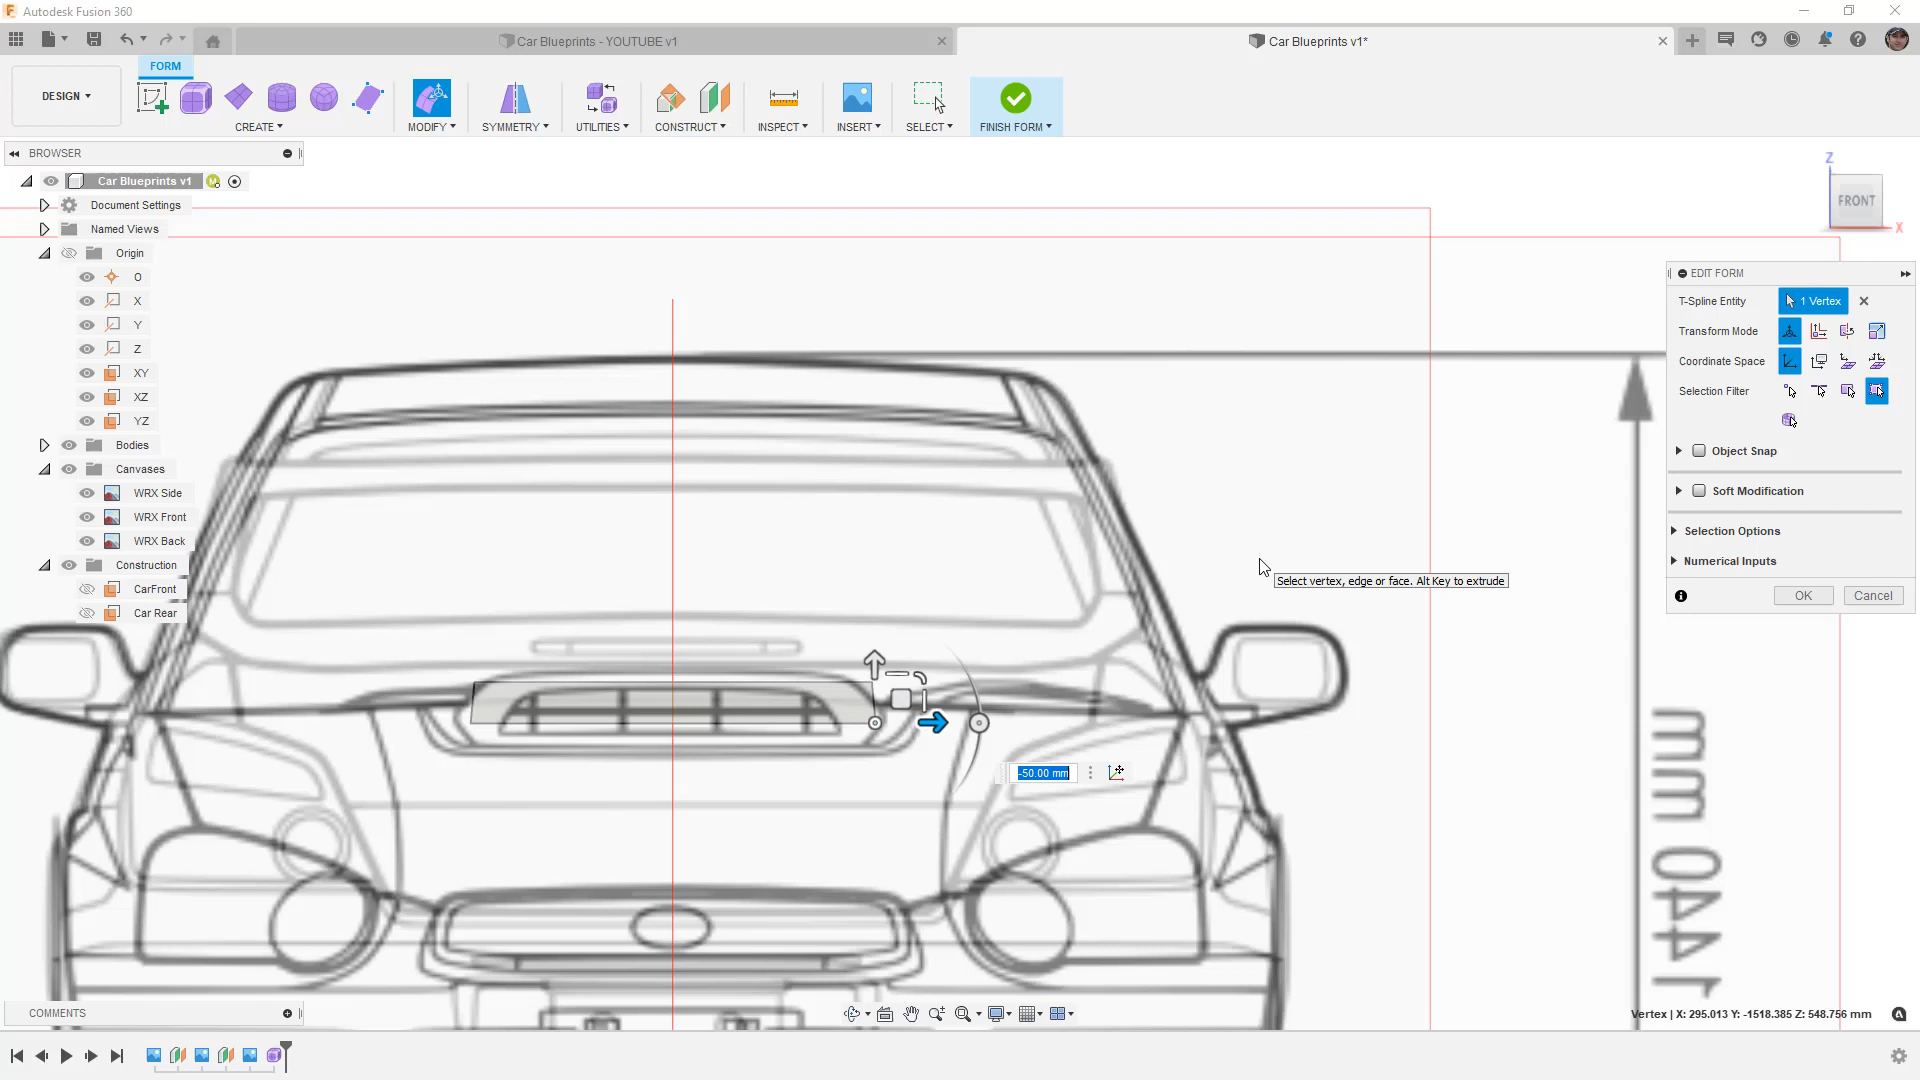 Autodesk Fusion 360
Car Blueprints - YOUTUBE v1
Car Blueprints v1*
FORM
DESIGN
CREATE
MODIFY
SYMMETRY
UTILITIES
CONSTRUCT
INSPECT
INSERT
SELECT
FINISH FORM
BROWSER
Car Blueprints v1
Document Settings
Named Views
Origin
O
X
Y
Z
XY
XZ
YZ
Bodies
Canvases
WRX Side
WRX Front
WRX Back
Construction
CarFront
Car Rear
Z
FRONT
X
EDIT FORM
T-Spline Entity
1 Vertex
Transform Mode
Coordinate Space
Selection Filter
Object Snap
Soft Modification
Selection Options
Numerical Inputs
OK
Cancel
Select vertex, edge or face. Alt Key to extrude
-50.00 mm
1440 mm
COMMENTS
Vertex | X: 295.013 Y: -1518.385 Z: 548.756 mm